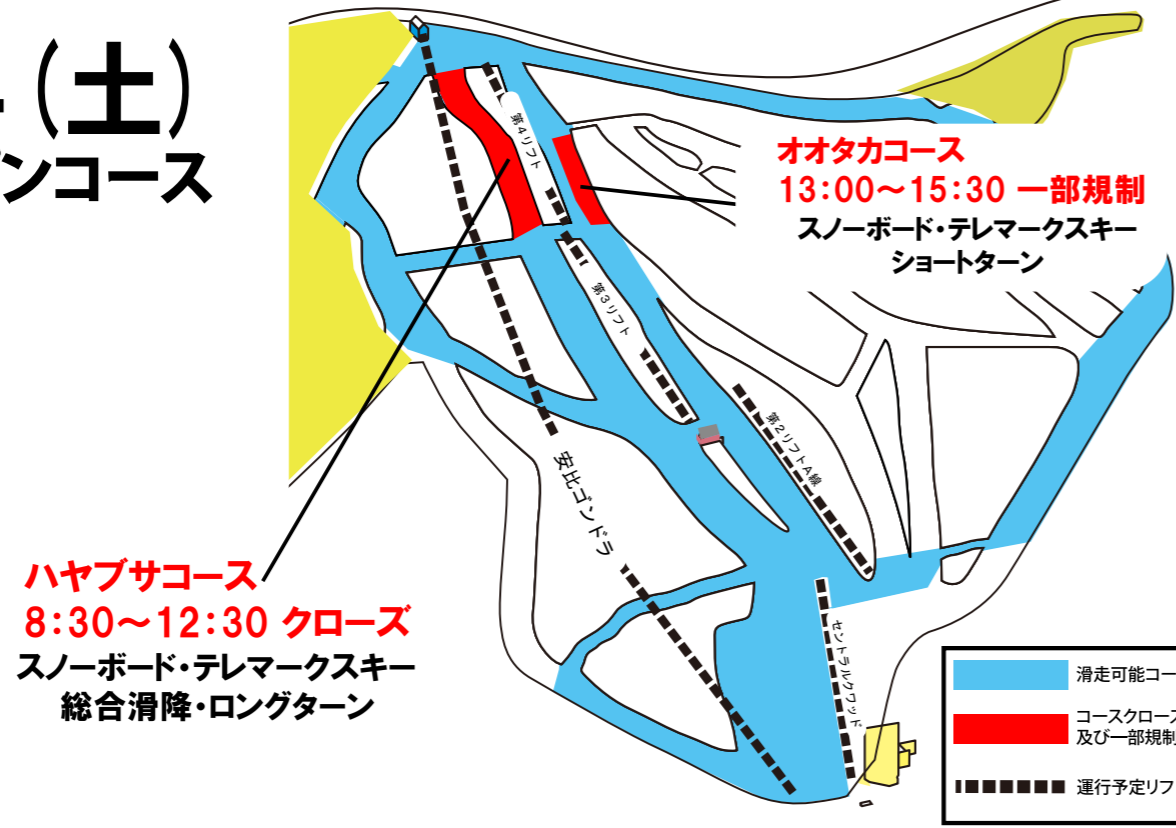 (土)
ンコース
第4リフト
オオタカコース
13:00〜15:30 一部規制
スノーボード・テレマークスキー
ショートターン
第3リフト
第2リフトA線
安比ゴンドラ
ハヤブサコース
8:30〜12:30 クローズ
スノーボード・テレマークスキー
総合滑降・ロングターン
セントラルクワッド
滑走可能コー
コースクローズ
及び一部規制
運行予定リフ